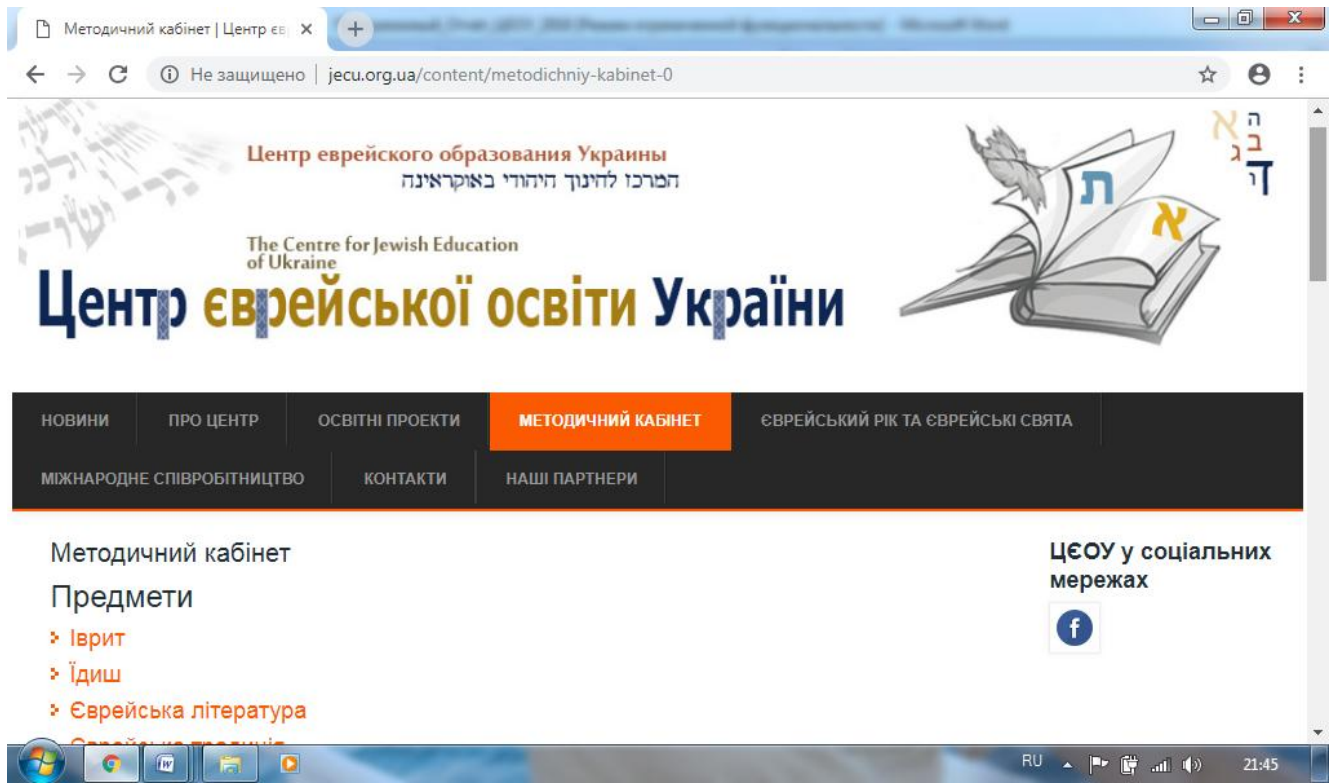 Методичний кабінет | Центр єв
Не защищено | jecu.org.ua/content/metodichniy-kabinet-0
Центр еврейского образования Украины
המרכז לחינוך היהודי באוקראינה
The Centre for Jewish Education
of Ukraine
Центр єврейської освіти України
ת
א
א
ה
ב
ג
ד
ו
НОВИНИ ПРО ЦЕНТР ОСВІТНІ ПРОЕКТИ МЕТОДИЧНИЙ КАБІНЕТ ЄВРЕЙСЬКИЙ РІК ТА ЄВРЕЙСЬКІ СВЯТА
МІЖНАРОДНЕ СПІВРОБІТНИЦТВО КОНТАКТИ НАШІ ПАРТНЕРИ
Методичний кабінет
Предмети
Іврит
Їдиш
Єврейська література
Єврейська традиція
ЦЄОУ у соціальних
мережах
f
RU 21:45